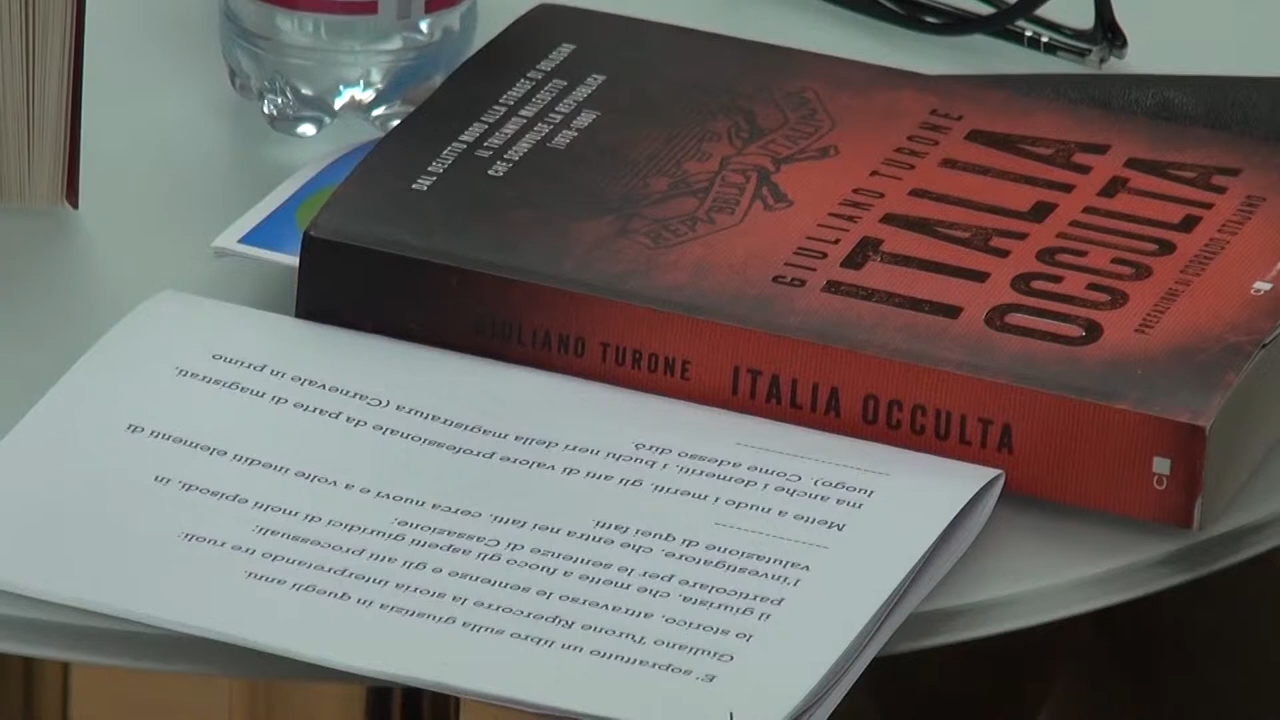 DAL DELITTO MORO ALLA STRAGE DI BOLOGNA
IL TRIENNIO MALEDETTO
CHE SCONVOLSE LA REPUBBLICA
(1978-1980)
REPUBBLICA ITALIANA
GIULIANO TURONE
ITALIA
OCCULTA
PREFAZIONE DI CORRADO STAJANO
GIULIANO TURONE ITALIA OCCULTA
E' soprattutto un libro sulla giustizia in quegli anni.
Giuliano Turone Ripercorre la storia interpretando tre ruoli:
lo storico, attraverso le sentenze e gli atti processuali;
il giurista, che mette a fuoco gli aspetti giuridici di molti episodi, in
particolare per le sentenze di Cassazione;
l'investigatore, che entra nei fatti, cerca nuovi e a volte inediti elementi di
valutazione di quei fatti.
------------
Mette a nudo i meriti, gli atti di valore professionale da parte di magistrati,
ma anche i demeriti, i buchi neri della magistratura (Carnevale in primo
luogo). Come adesso dirò.